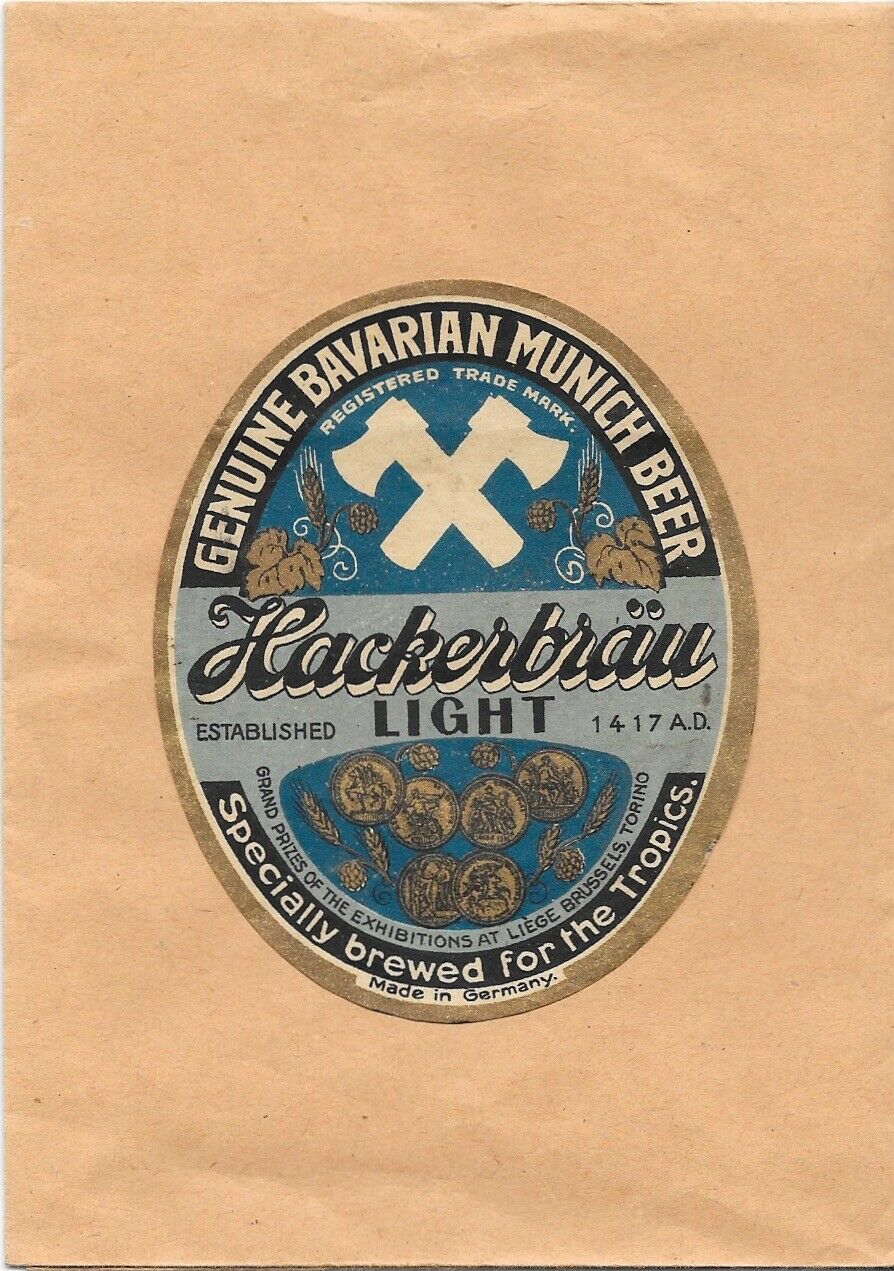 GENUINE BAVARIAN MUNICH BEER
REGISTERED TRADE MARK.
Hackerbräu
LIGHT
ESTABLISHED 1417 A.D.
GRAND PRIZES OF THE EXHIBITIONS AT LIÈGE BRUSSELS, TORINO
Specially brewed for the Tropics.
Made in Germany.